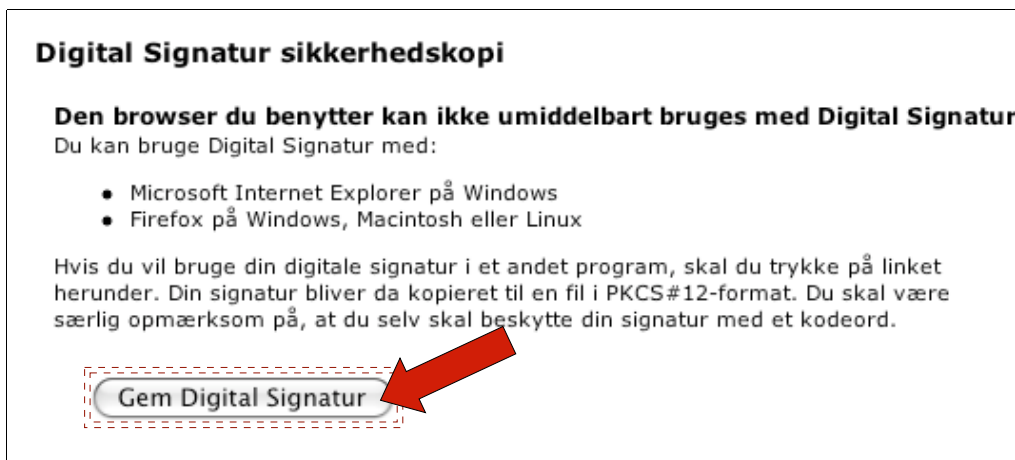 Digital Signatur sikkerhedskopi
Den browser du benytter kan ikke umiddelbart bruges med Digital Signatur
Du kan bruge Digital Signatur med:
• Microsoft Internet Explorer på Windows
• Firefox på Windows, Macintosh eller Linux
Hvis du vil bruge din digitale signatur i et andet program, skal du trykke på linket
herunder. Din signatur bliver da kopieret til en fil i PKCS#12-format. Du skal være
særlig opmærksom på, at du selv skal beskytte din signatur med et kodeord.
Gem Digital Signatur